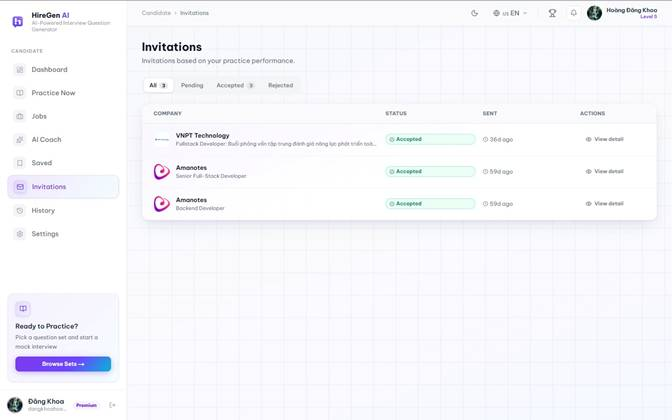 HireGen AI
AI-Powered Interview Question
Generator
CANDIDATE
Dashboard
Practice Now
Jobs
AI Coach
Saved
Invitations
History
Settings
Ready to Practice?
Pick a question set and start a
mock interview
Browse Sets →
Đăng Khoa
dangkhoahoa...
Premium
Candidate > Invitations
US EN
Hoàng Đăng Khoa
Level 5
Invitations
Invitations based on your practice performance.
All 3 Pending Accepted 3 Rejected
COMPANY STATUS SENT ACTIONS
VNPT Technology
Fullstack Developer: Buổi phỏng vấn tập trung đánh giá năng lực phát triển toà...
Accepted 36d ago View detail
Amanotes
Senior Full-Stack Developer
Accepted 59d ago View detail
Amanotes
Backend Developer
Accepted 59d ago View detail